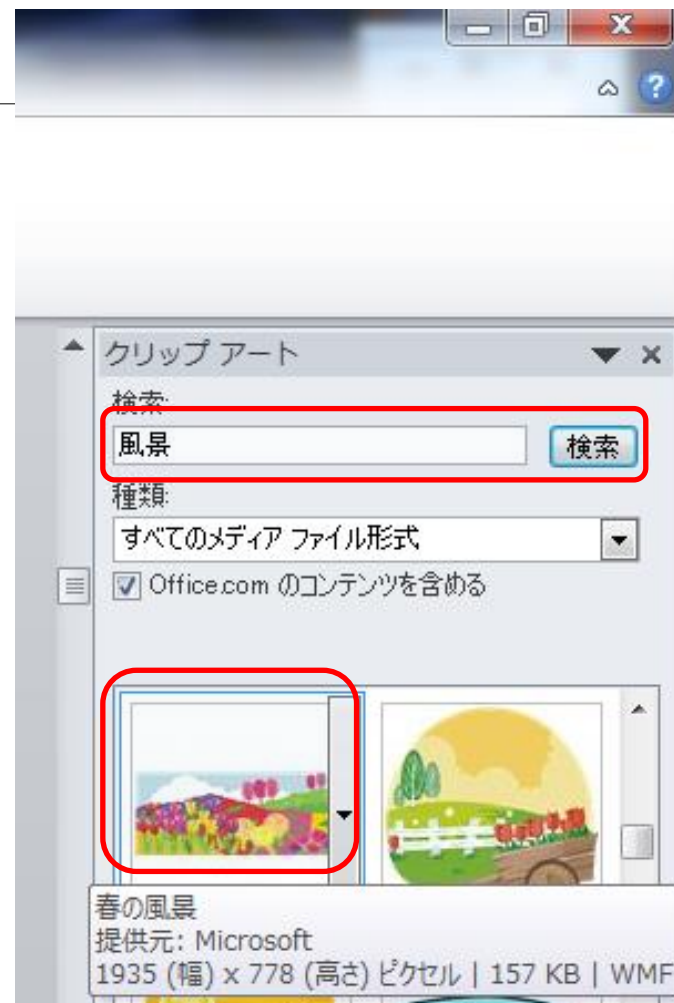 クリップ アート
検索:
風景
検索
種類:
すべてのメディア ファイル形式
Office.com のコンテンツを含める
春の風景
提供元: Microsoft
1935 (幅) x 778 (高さ) ピクセル | 157 KB | WMF